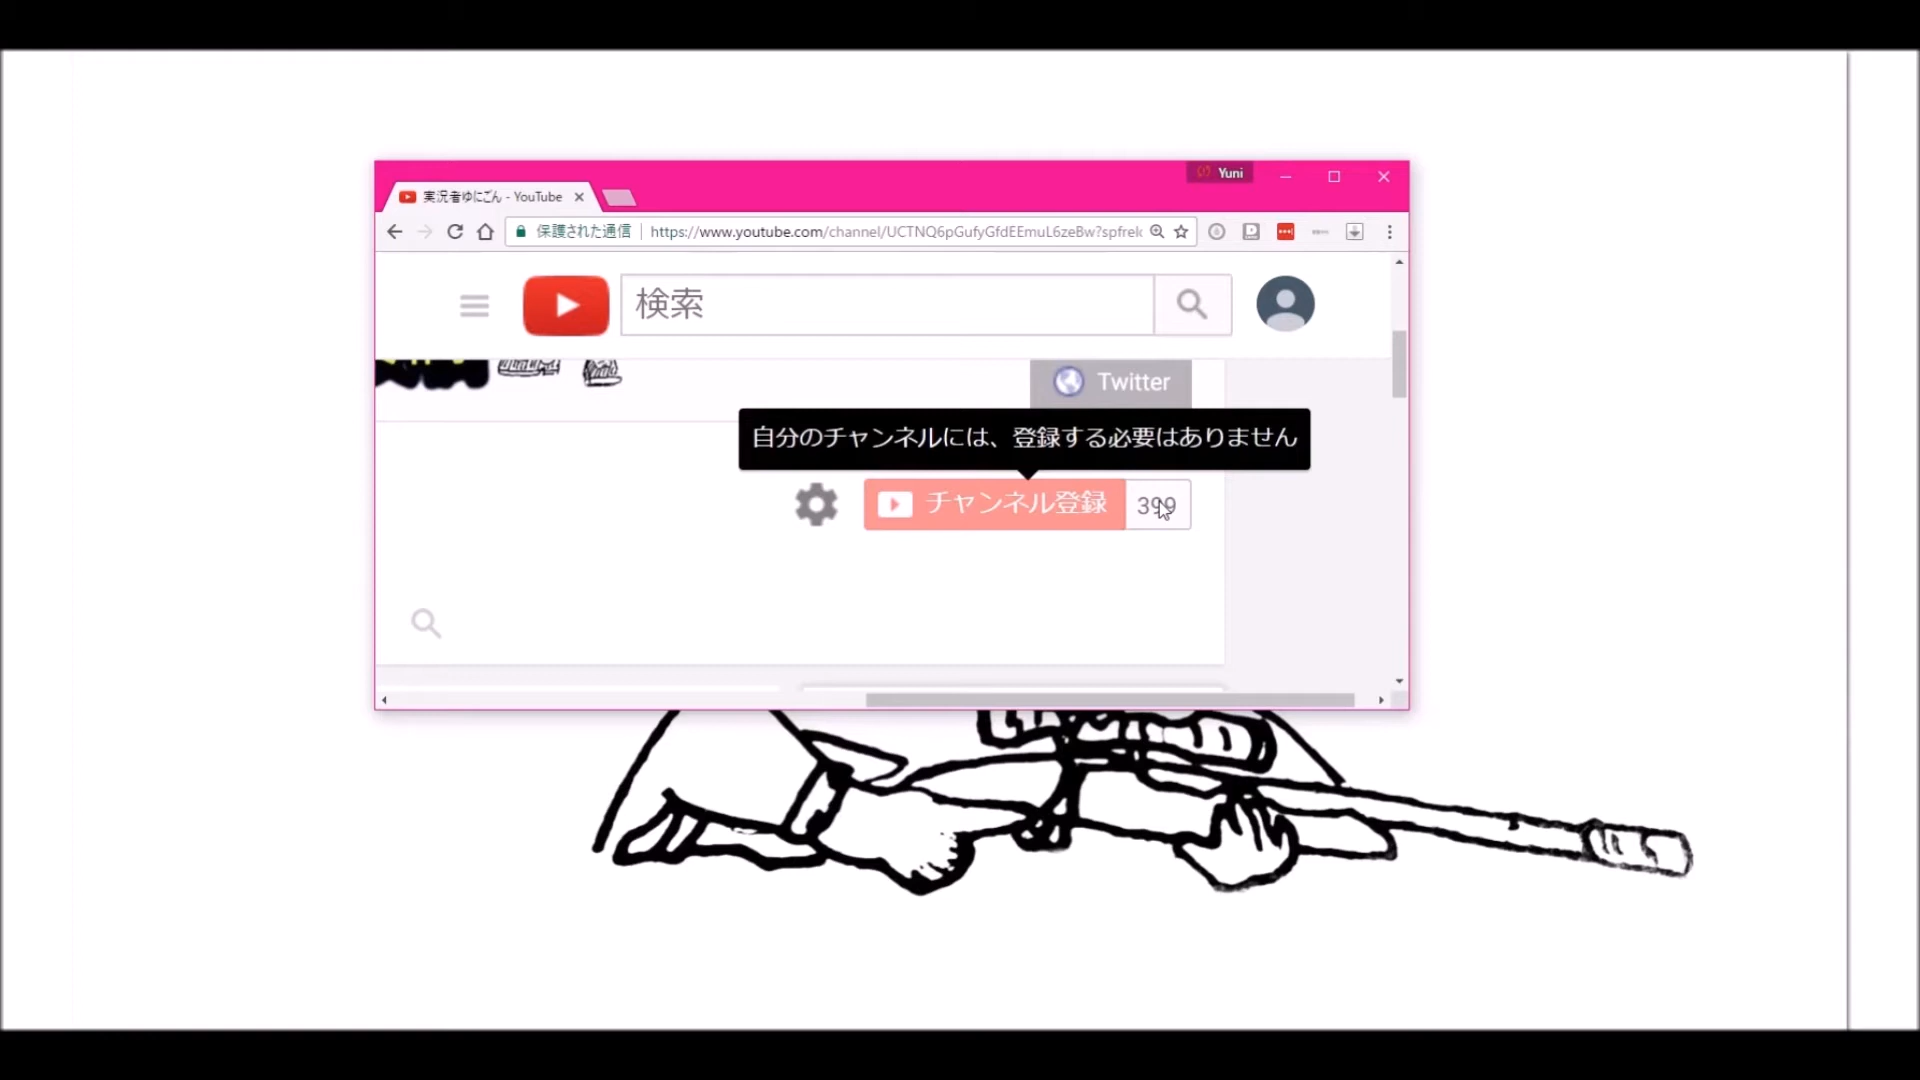 Yuni
実況者ゆにごん - YouTube
保護された通信
https://www.youtube.com/channel/UCTNQ6pGufyGfdEEmuL6zeBw?spfrelo
検索
Twitter
自分のチャンネルには、登録する必要はありません
チャンネル登録
399